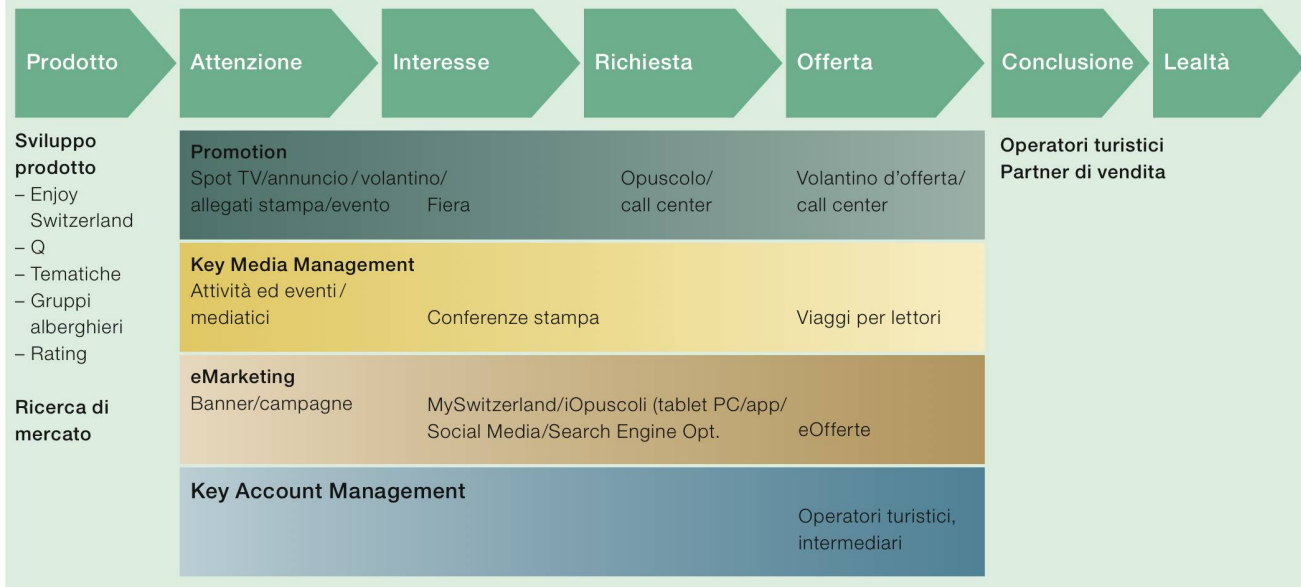 Prodotto
Attenzione
Interesse
Richiesta
Offerta
Conclusione
Lealtà
Sviluppo
prodotto
– Enjoy
Switzerland
– Q
– Tematiche
– Gruppi
alberghieri
– Rating
Ricerca di
mercato
Promotion
Spot TV/annuncio/volantino/
allegati stampa/evento
Fiera
Opuscolo/
call center
Volantino d'offerta/
call center
Key Media Management
Attività ed eventi/
mediatici
Conferenze stampa
Viaggi per lettori
eMarketing
Banner/campagne
MySwitzerland/iOpuscoli (tablet PC/app/
Social Media/Search Engine Opt.
eOfferte
Key Account Management
Operatori turistici,
intermediari
Operatori turistici
Partner di vendita